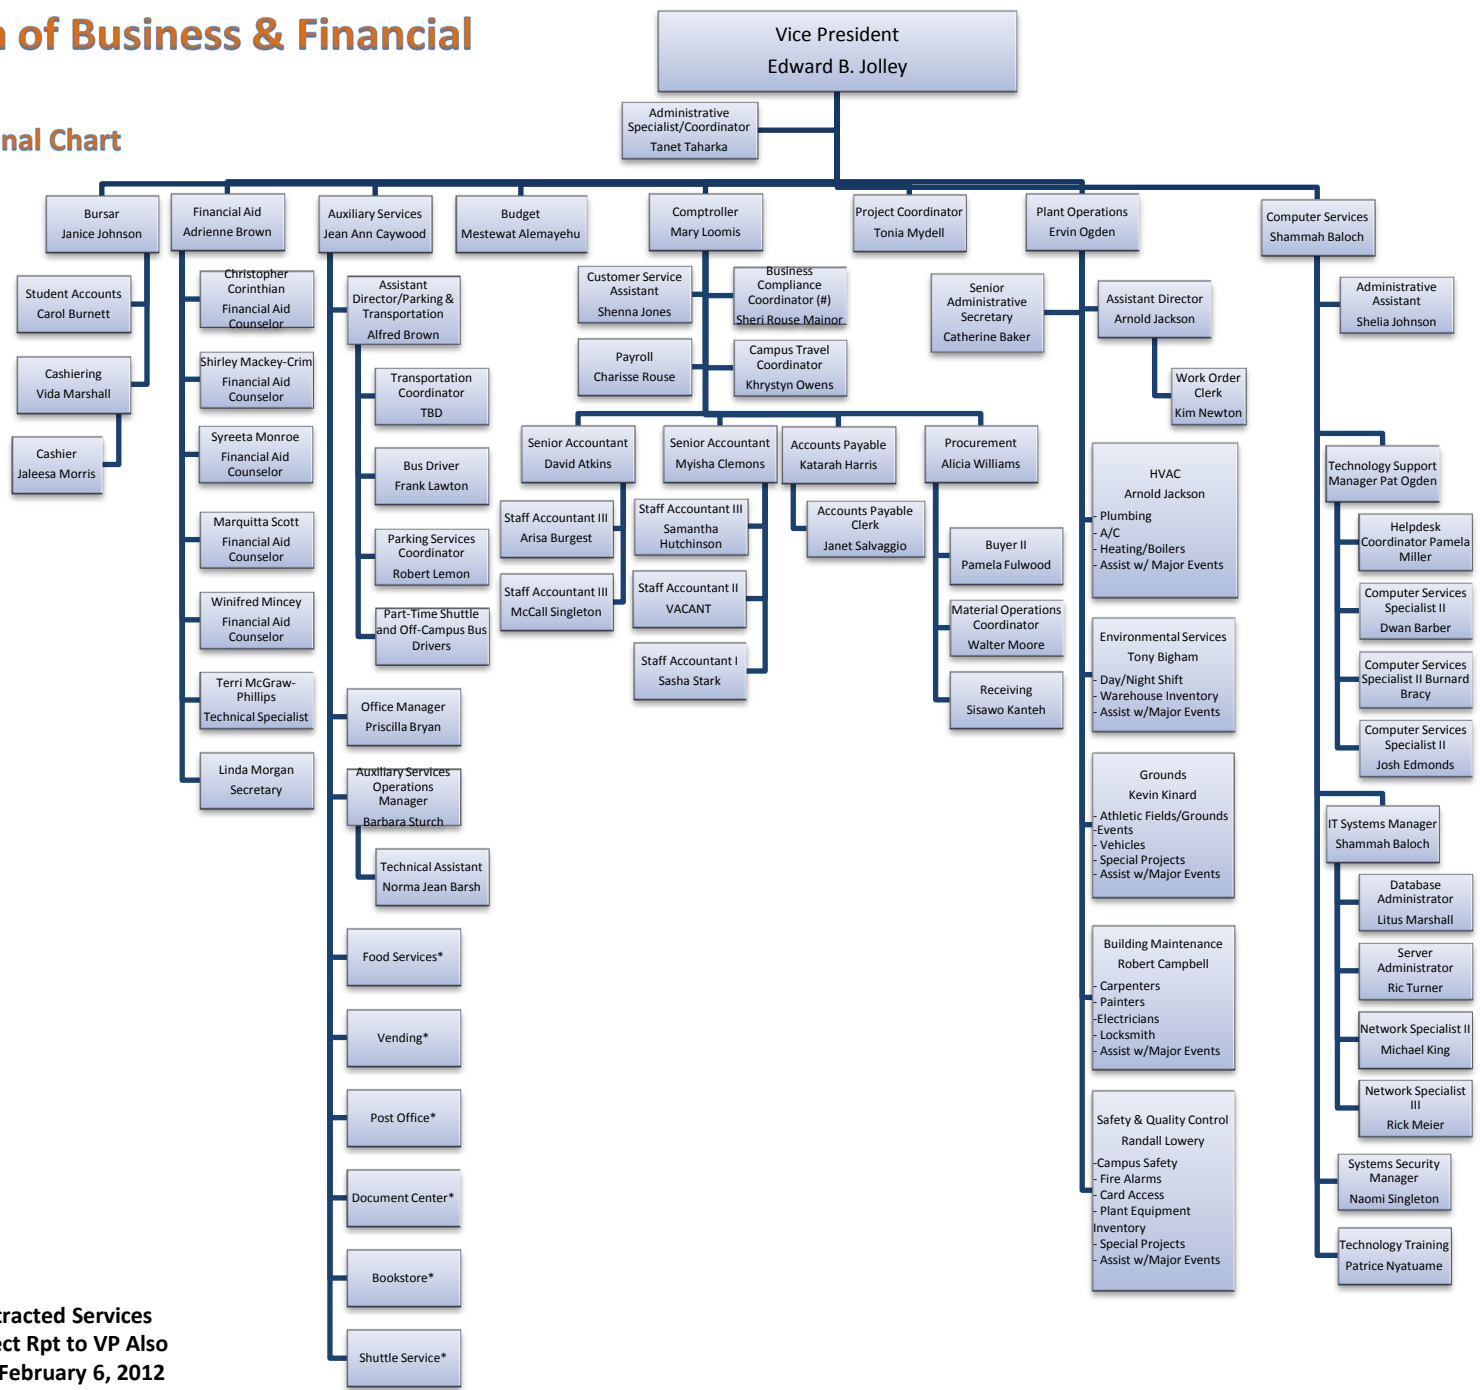 n of Business & Financial
nal Chart
Vice President
Edward B. Jolley
Administrative
Specialist/Coordinator
Tanet Taharka
Bursar
Janice Johnson
Financial Aid
Adrienne Brown
Auxiliary Services
Jean Ann Caywood
Budget
Mestewat Alemayehu
Comptroller
Mary Loomis
Project Coordinator
Tonia Mydell
Plant Operations
Ervin Ogden
Computer Services
Shammah Baloch
Student Accounts
Carol Burnett
Cashiering
Vida Marshall
Cashier
Jaleesa Morris
Christopher
Corinthian
Financial Aid
Counselor
Shirley Mackey-Crim
Financial Aid
Counselor
Syreeta Monroe
Financial Aid
Counselor
Marquitta Scott
Financial Aid
Counselor
Winifred Mincey
Financial Aid
Counselor
Terri McGraw-
Phillips
Technical Specialist
Linda Morgan
Secretary
Assistant
Director/Parking &
Transportation
Alfred Brown
Transportation
Coordinator
TBD
Bus Driver
Frank Lawton
Parking Services
Coordinator
Robert Lemon
Part-Time Shuttle
and Off-Campus Bus
Drivers
Office Manager
Priscilla Bryan
Auxiliary Services
Operations
Manager
Barbara Sturch
Technical Assistant
Norma Jean Barsh
Food Services*
Vending*
Post Office*
Document Center*
Bookstore*
Shuttle Service*
Customer Service
Assistant
Shenna Jones
Business
Compliance
Coordinator (#)
Sheri Rouse Mainor
Payroll
Charisse Rouse
Campus Travel
Coordinator
Khrystyn Owens
Senior Accountant
David Atkins
Staff Accountant III
Arisa Burgest
Staff Accountant III
McCall Singleton
Senior Accountant
Myisha Clemons
Staff Accountant III
Samantha
Hutchinson
Staff Accountant II
VACANT
Staff Accountant I
Sasha Stark
Accounts Payable
Katarah Harris
Accounts Payable
Clerk
Janet Salvaggio
Procurement
Alicia Williams
Buyer II
Pamela Fulwood
Material Operations
Coordinator
Walter Moore
Receiving
Sisawo Kanteh
Senior
Administrative
Secretary
Catherine Baker
Assistant Director
Arnold Jackson
Work Order
Clerk
Kim Newton
HVAC
Arnold Jackson
- Plumbing
- A/C
- Heating/Boilers
- Assist w/ Major Events
Environmental Services
Tony Bigham
- Day/Night Shift
- Warehouse Inventory
- Assist w/Major Events
Grounds
Kevin Kinard
- Athletic Fields/Grounds
-Events
- Vehicles
- Special Projects
- Assist w/Major Events
Building Maintenance
Robert Campbell
- Carpenters
- Painters
-Electricians
- Locksmith
- Assist w/Major Events
Safety & Quality Control
Randall Lowery
-Campus Safety
- Fire Alarms
- Card Access
- Plant Equipment
Inventory
- Special Projects
- Assist w/Major Events
Administrative
Assistant
Shelia Johnson
Technology Support
Manager Pat Ogden
Helpdesk
Coordinator Pamela
Miller
Computer Services
Specialist II
Dwan Barber
Computer Services
Specialist II Burnard
Bracy
Computer Services
Specialist II
Josh Edmonds
IT Systems Manager
Shammah Baloch
Database
Administrator
Litus Marshall
Server
Administrator
Ric Turner
Network Specialist II
Michael King
Network Specialist
III
Rick Meier
Systems Security
Manager
Naomi Singleton
Technology Training
Patrice Nyatuame
tracted Services
ect Rpt to VP Also
February 6, 2012